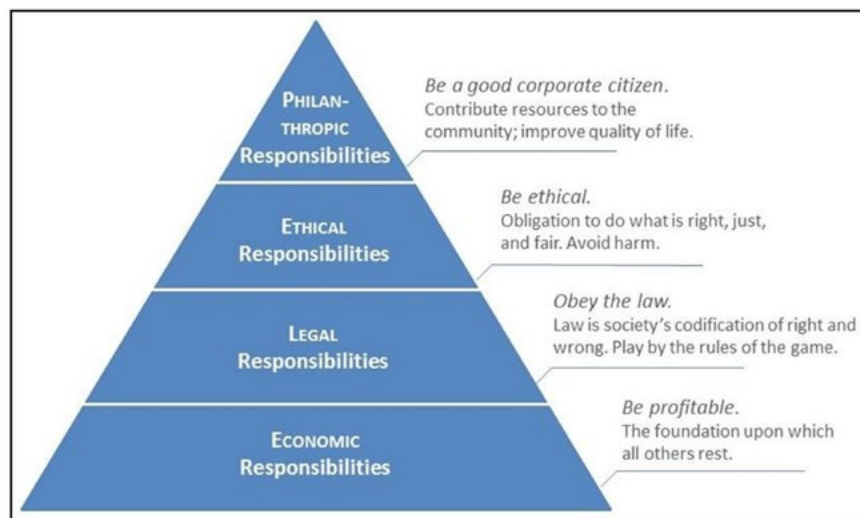 PHILAN-
THROPIC
Responsibilities
Be a good corporate citizen.
Contribute resources to the
community; improve quality of life.
ETHICAL
Responsibilities
Be ethical.
Obligation to do what is right, just,
and fair. Avoid harm.
LEGAL
Responsibilities
Obey the law.
Law is society's codification of right and
wrong. Play by the rules of the game.
ECONOMIC
Responsibilities
Be profitable.
The foundation upon which
all others rest.